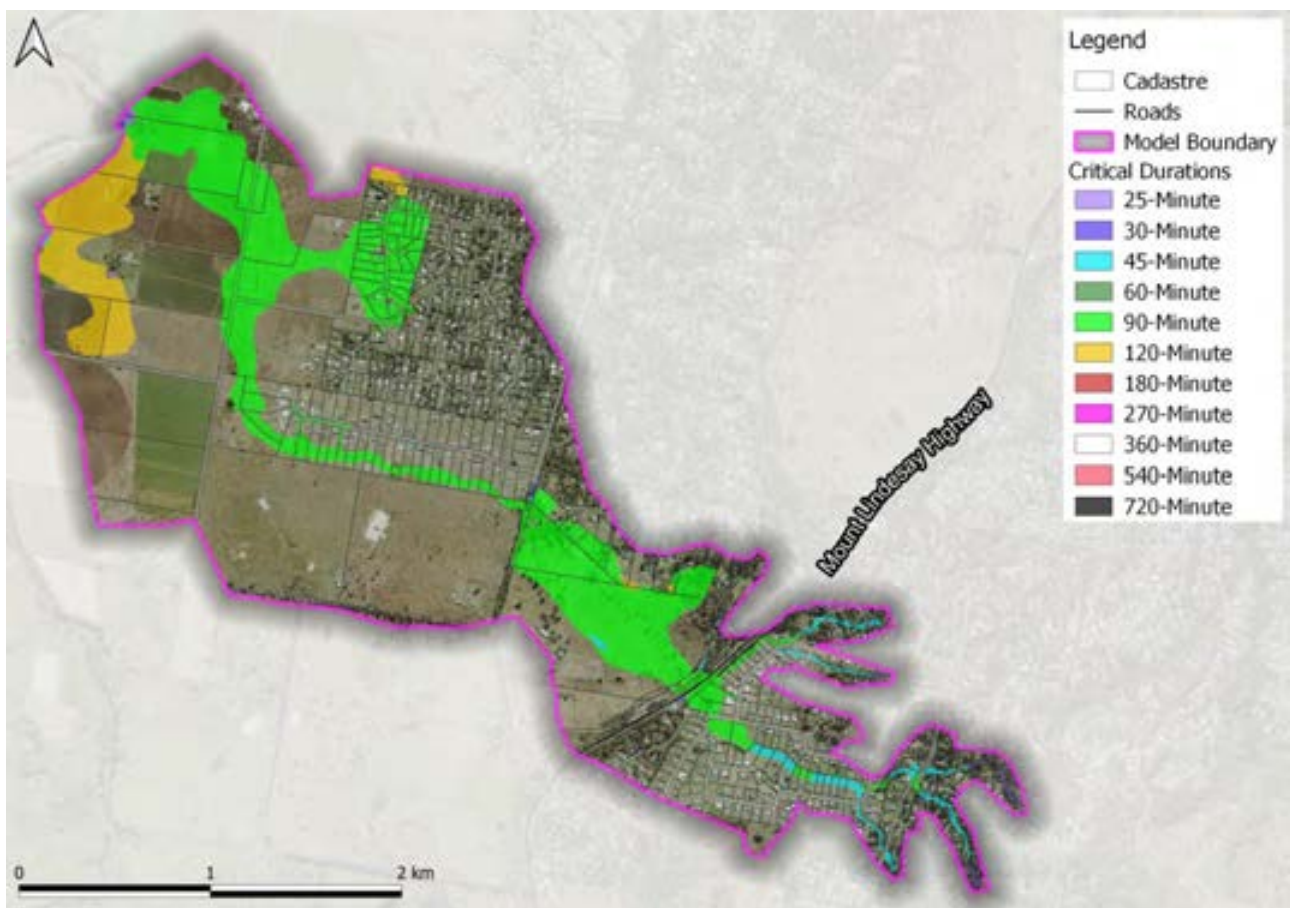 Legend
Cadastre
Roads
Model Boundary
Critical Durations
25-Minute
30-Minute
45-Minute
60-Minute
90-Minute
120-Minute
180-Minute
270-Minute
360-Minute
540-Minute
720-Minute
Mount Lindesay Highway
0 1 2 km